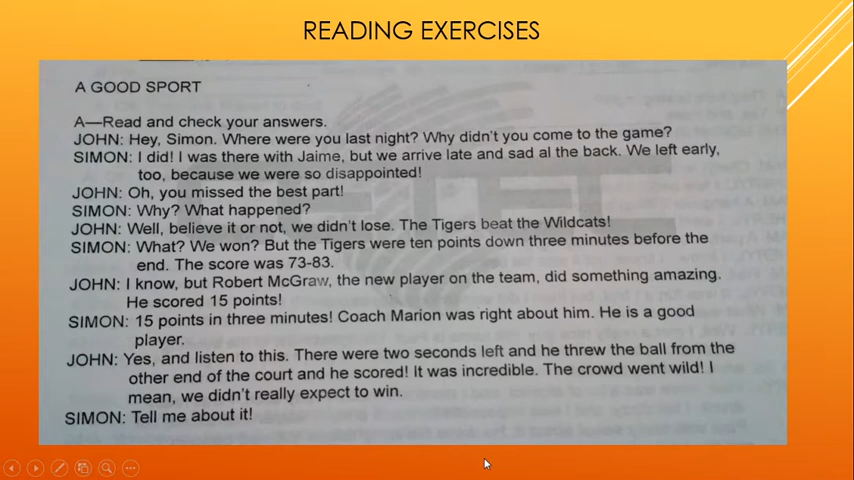 READING EXERCISES
A GOOD SPORT
A—Read and check your answers.
JOHN: Hey, Simon. Where were you last night? Why didn't you come to the game?
SIMON: I did! I was there with Jaime, but we arrive late and sad al the back. We left early,
too, because we were so disappointed!
JOHN: Oh, you missed the best part!
SIMON: Why? What happened?
JOHN: Well, believe it or not, we didn't lose. The Tigers beat the Wildcats!
SIMON: What? We won? But the Tigers were ten points down three minutes before the
end. The score was 73-83.
JOHN: I know, but Robert McGraw, the new player on the team, did something amazing.
He scored 15 points!
SIMON: 15 points in three minutes! Coach Marion was right about him. He is a good
player.
JOHN: Yes, and listen to this. There were two seconds left and he threw the ball from the
other end of the court and he scored! It was incredible. The crowd went wild! I
mean, we didn't really expect to win.
SIMON: Tell me about it!